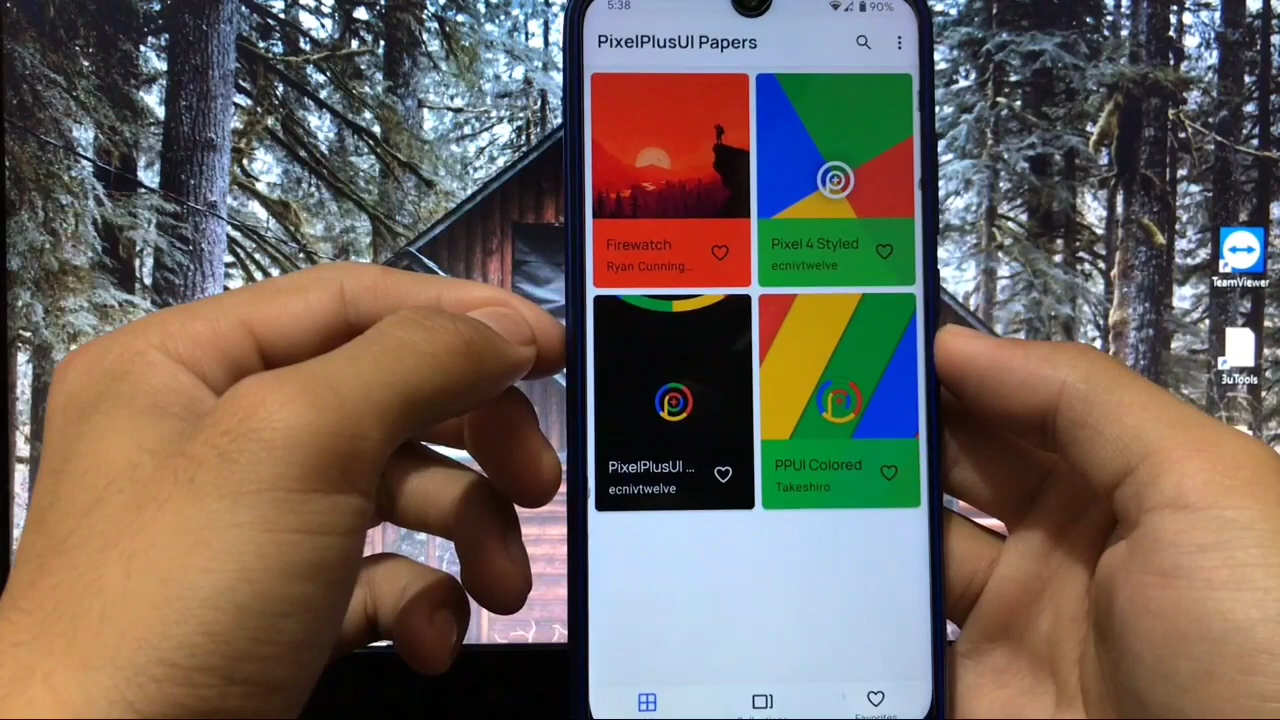 5:38
90%
PixelPlusUI Papers
Firewatch
Ryan Cunning...
Pixel 4 Styled
ecnivtwelve
PixelPlusUI ...
ecnivtwelve
PPUI Colored
Takeshiro
Favorites
TeamViewer
3uTools